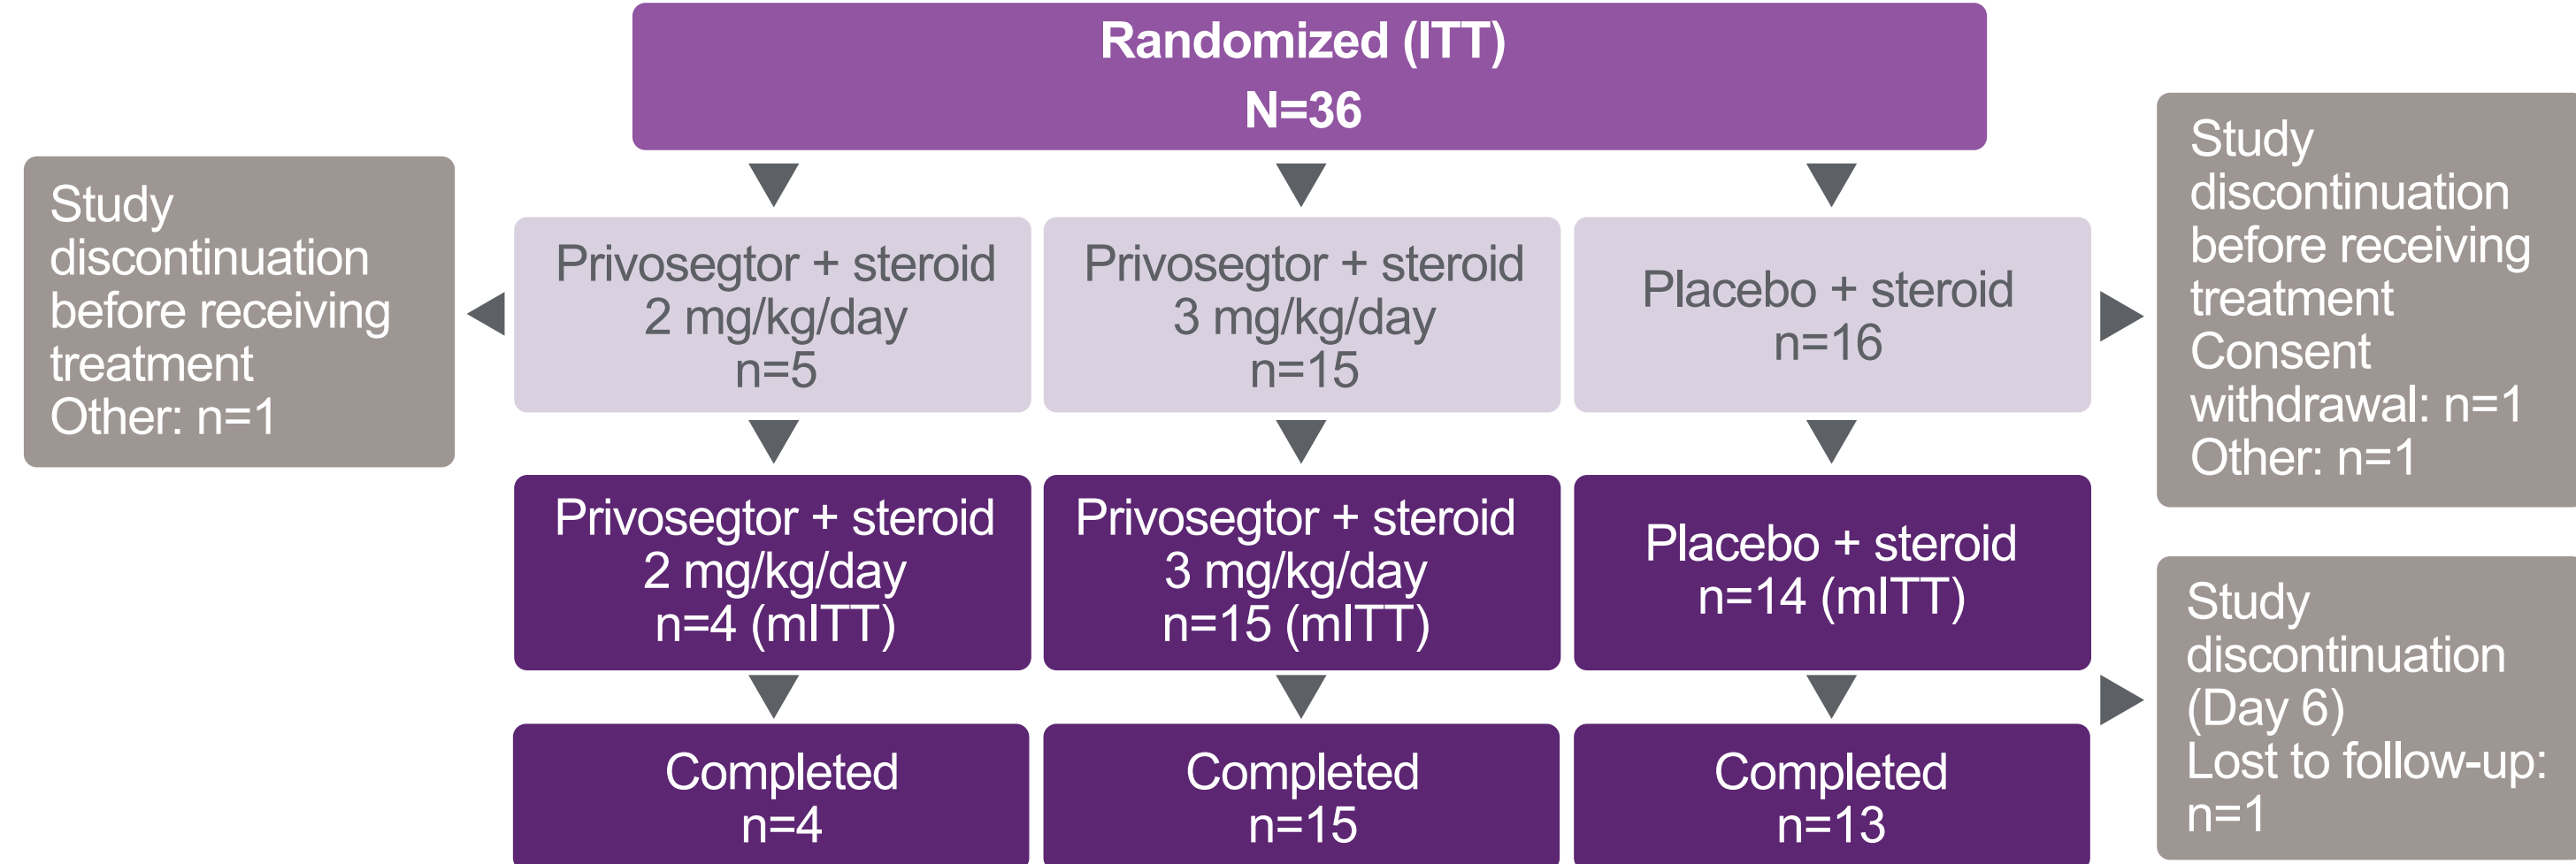 Randomized (ITT)
N=36
Study
discontinuation
before receiving
treatment
Other: n=1
Privosegtor + steroid
2 mg/kg/day
n=5
Privosegtor + steroid
3 mg/kg/day
n=15
Placebo + steroid
n=16
Study
discontinuation
before receiving
treatment
Consent
withdrawal: n=1
Other: n=1
Privosegtor + steroid
2 mg/kg/day
n=4 (mITT)
Privosegtor + steroid
3 mg/kg/day
n=15 (mITT)
Placebo + steroid
n=14 (mITT)
Study
discontinuation
(Day 6)
Lost to follow-up:
n=1
Completed
n=4
Completed
n=15
Completed
n=13